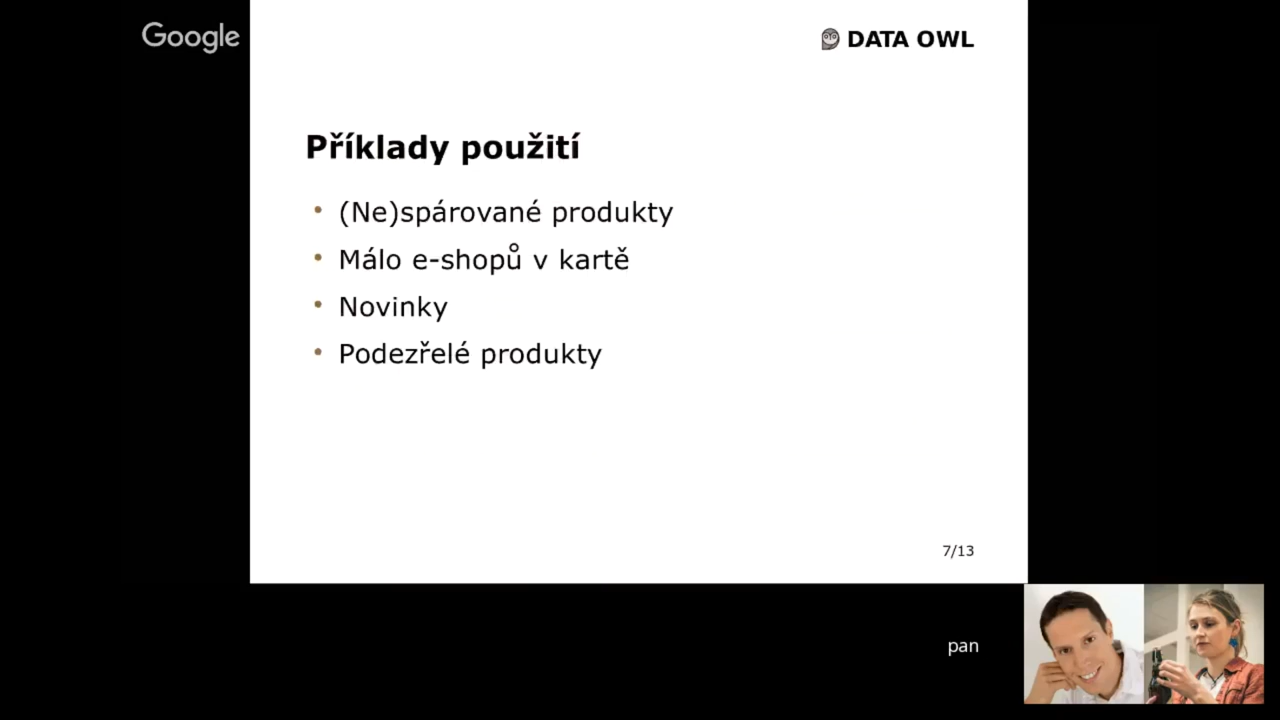 Google
DATA OWL
Příklady použití
(Ne)spárované produkty
Málo e-shopů v kartě
Novinky
Podezřelé produkty
7/13
pan